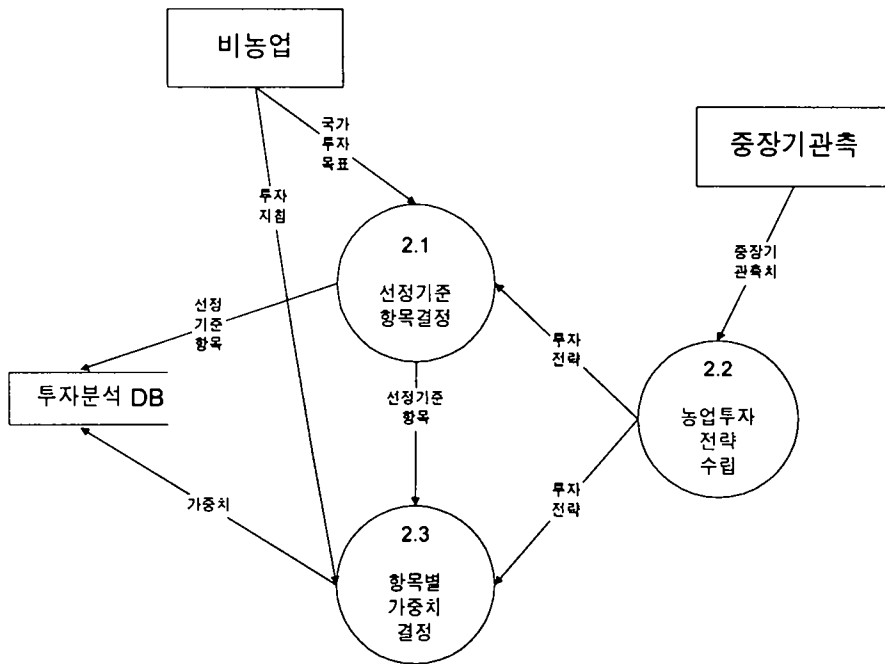 비농업
국가
투자
목표
중장기관측
투자
지침
2.1
선정기준
항목결정
중장기
관측치
선정
기준
항목
투자
전략
2.2
농업투자
전략
수립
투자분석 DB
선정기준
항목
가중치
투자
전략
2.3
항목별
가중치
결정